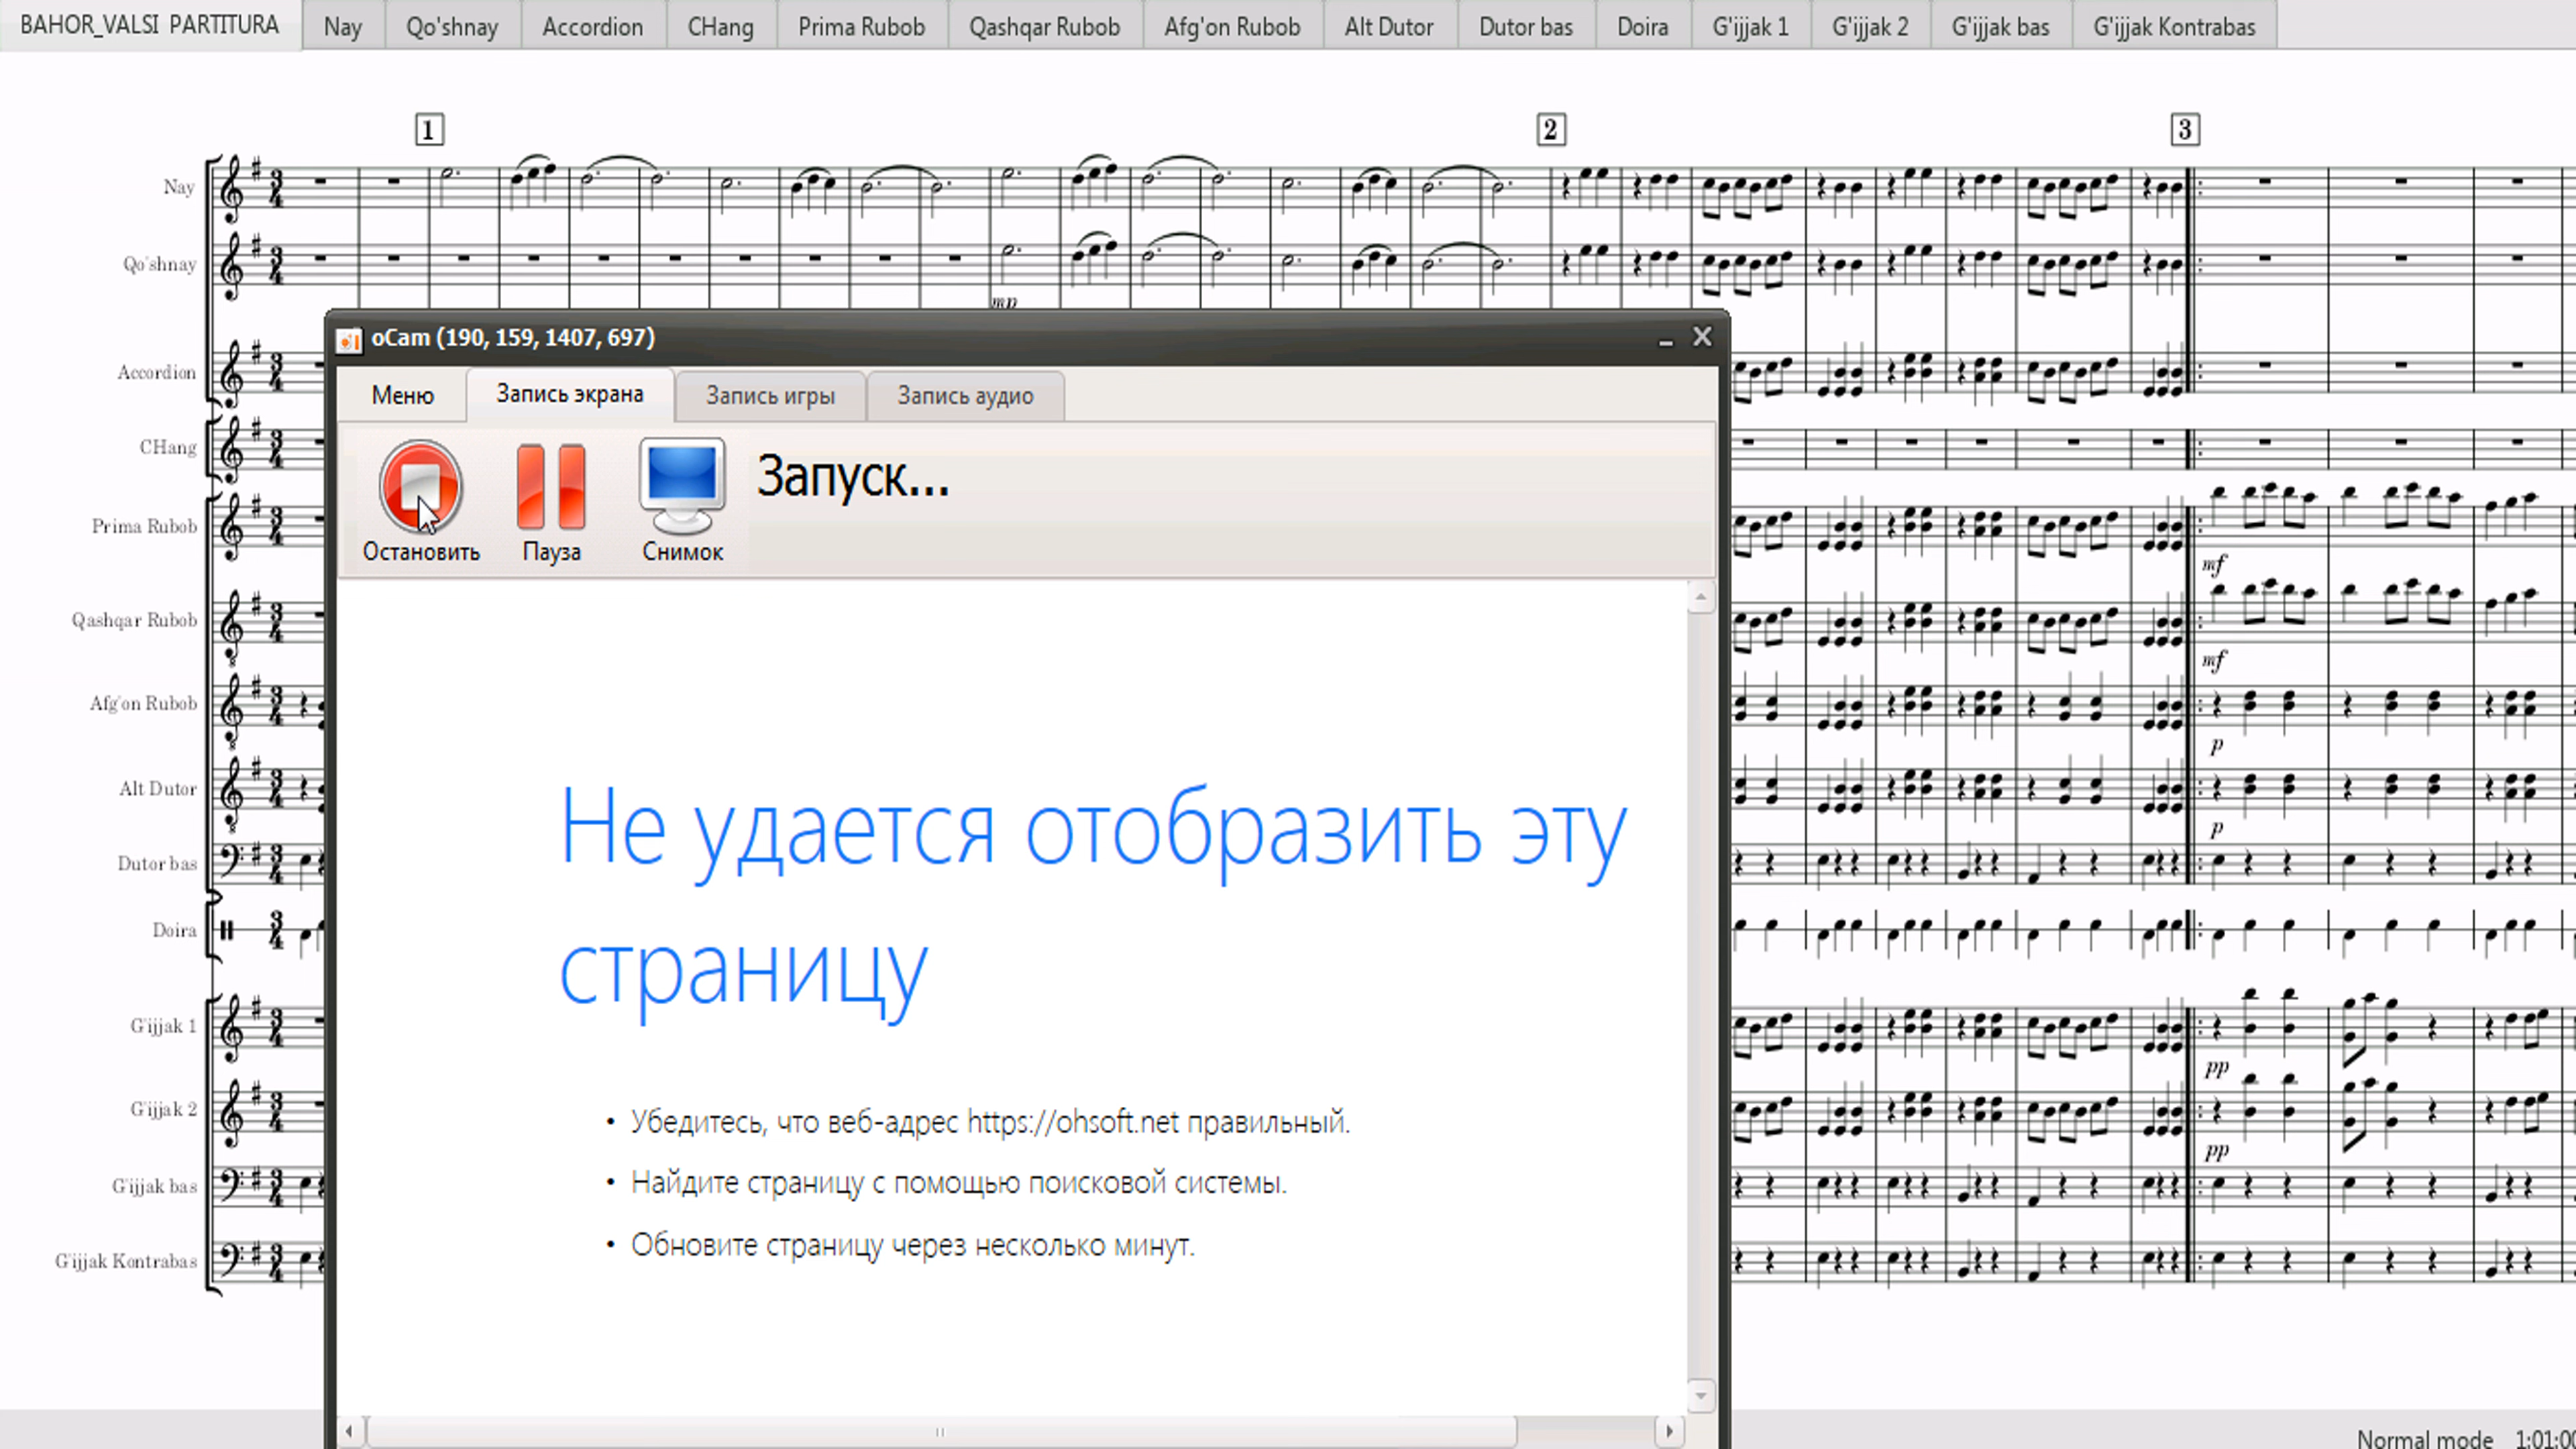 BAHOR_VALSI PARTITURA Nay Qo'shnay Accordion CHang Prima Rubob Qashqar Rubob Afg'on Rubob Alt Dutor Dutor bas Doira G'ijjak 1 G'ijjak 2 G'ijjak bas G'ijjak Kontrabas
1 2 3
Nay
Qo'shnay
mp
oCam (190, 159, 1407, 697)
Accordion
Меню Запись экрана Запись игры Запись аудио
CHang
Запуск...
Prima Rubob
Остановить Пауза Снимок
mf
Qashqar Rubob
mf
Afg'on Rubob
p
Alt Dutor
p
Не удается отобразить эту
Dutor bas
Doira
страницу
G'ijjak 1
pp
G'ijjak 2
Убедитесь, что веб-адрес https://ohsoft.net правильный.
pp
G'ijjak bas
• Найдите страницу с помощью поисковой системы.
• Обновите страницу через несколько минут.
G'ijjak Kontrabas
Normal mode